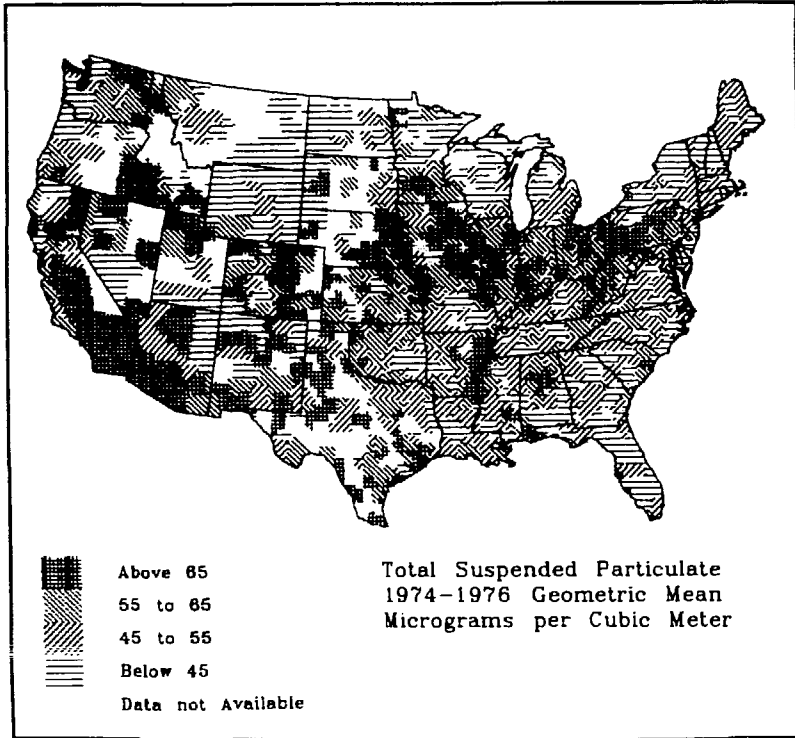 Above 65
55 to 65
45 to 55
Below 45
Data not Available
Total Suspended Particulate
1974-1976 Geometric Mean
Micrograms per Cubic Meter